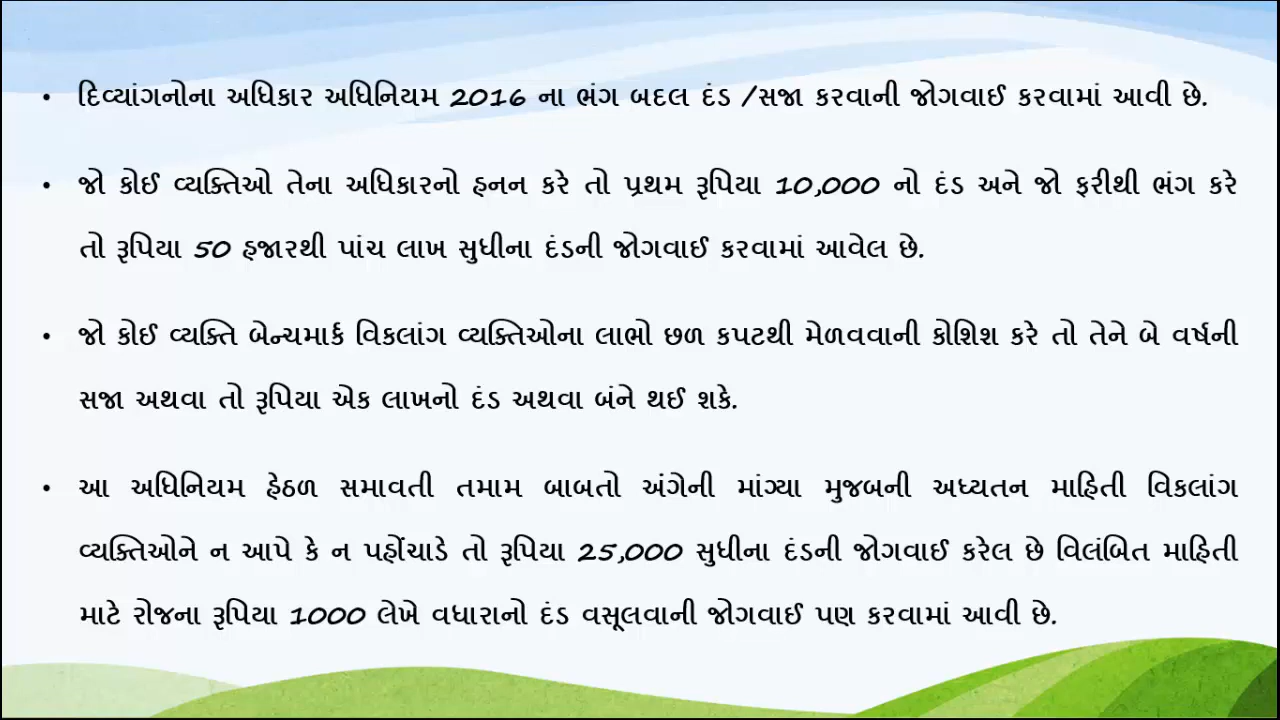 • દિવ્યાંગનોના અધિકાર અધિનિયમ 2016 ના ભંગ બદલ દંડ /સજા કરવાની જોગવાઈ કરવામાં આવી છે.
• જો કોઈ વ્યક્તિઓ તેના અધિકારનો હનન કરે તો પ્રથમ રૂપિયા 10,000 નો દંડ અને જો ફરીથી ભંગ કરે
તો રૂપિયા 50 હજારથી પાંચ લાખ સુધીના દંડની જોગવાઈ કરવામાં આવેલ છે.
• જો કોઈ વ્યક્તિ બેન્ચમાર્ક વિકલાંગ વ્યક્તિઓના લાભો છળ કપટથી મેળવવાની કોશિશ કરે તો તેને બે વર્ષની
સજા અથવા તો રૂપિયા એક લાખનો દંડ અથવા બંને થઈ શકે.
• આ અધિનિયમ હેઠળ સમાવતી તમામ બાબતો અંગેની માંગ્યા મુજબની અધ્યતન માહિતી વિકલાંગ
વ્યક્તિઓને ન આપે કે ન પહોંચાડે તો રૂપિયા 25,000 સુધીના દંડની જોગવાઈ કરેલ છે વિલંબિત માહિતી
માટે રોજના રૂપિયા 1000 લેખે વધારાનો દંડ વસૂલવાની જોગવાઈ પણ કરવામાં આવી છે.